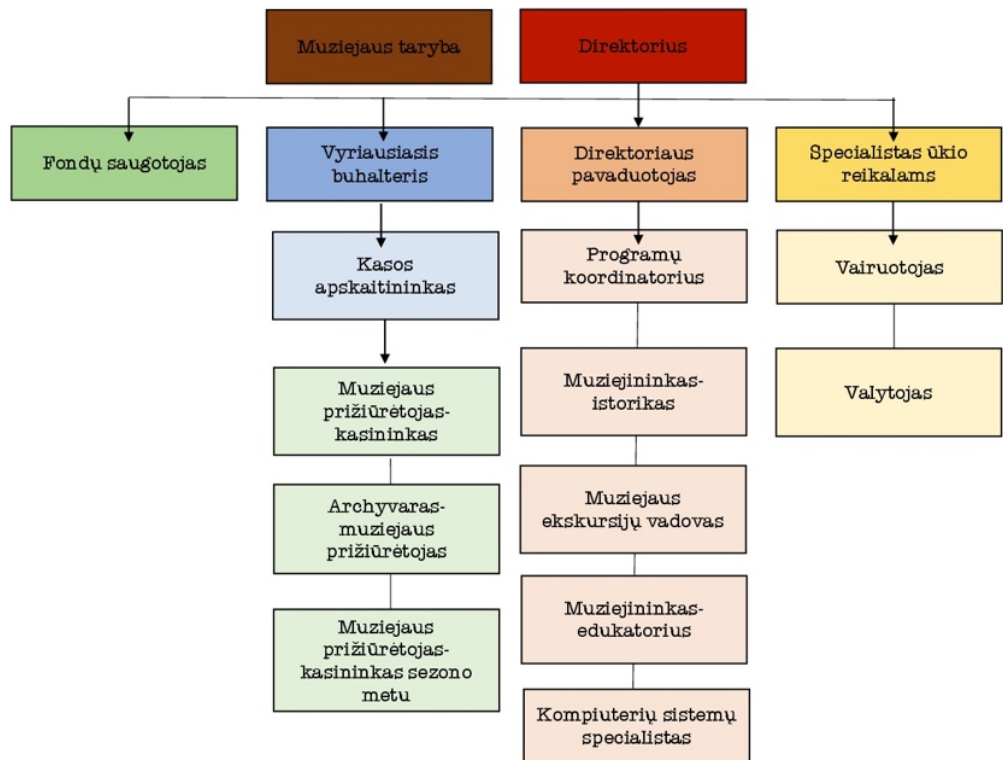 Muziejaus taryba
Direktorius
Fondų saugotojas
Vyriausiasis
buhalteris
Direktoriaus
pavaduotojas
Specialistas ūkio
reikalams
Kasos
apskaitininkas
Programų
koordinatorius
Vairuotojas
Muziejaus
prižiūrėtojas-
kasininkas
Muziejininkas-
istorikas
Valytojas
Archyvaras-
muziejaus
prižiūrėtojas
Muziejaus
ekskursijų vadovas
Muziejaus
prižiūrėtojas-
kasininkas sezono
metu
Muziejininkas-
edukatorius
Kompiuterių sistemų
specialistas